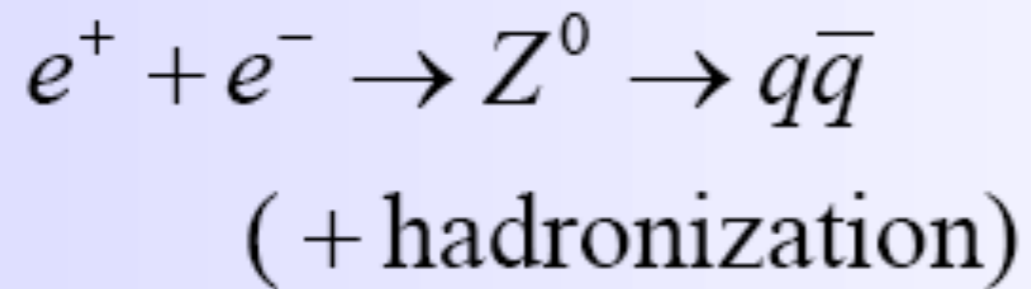 e⁺ + e⁻ → Z⁰ → qq̅
( + hadronization)